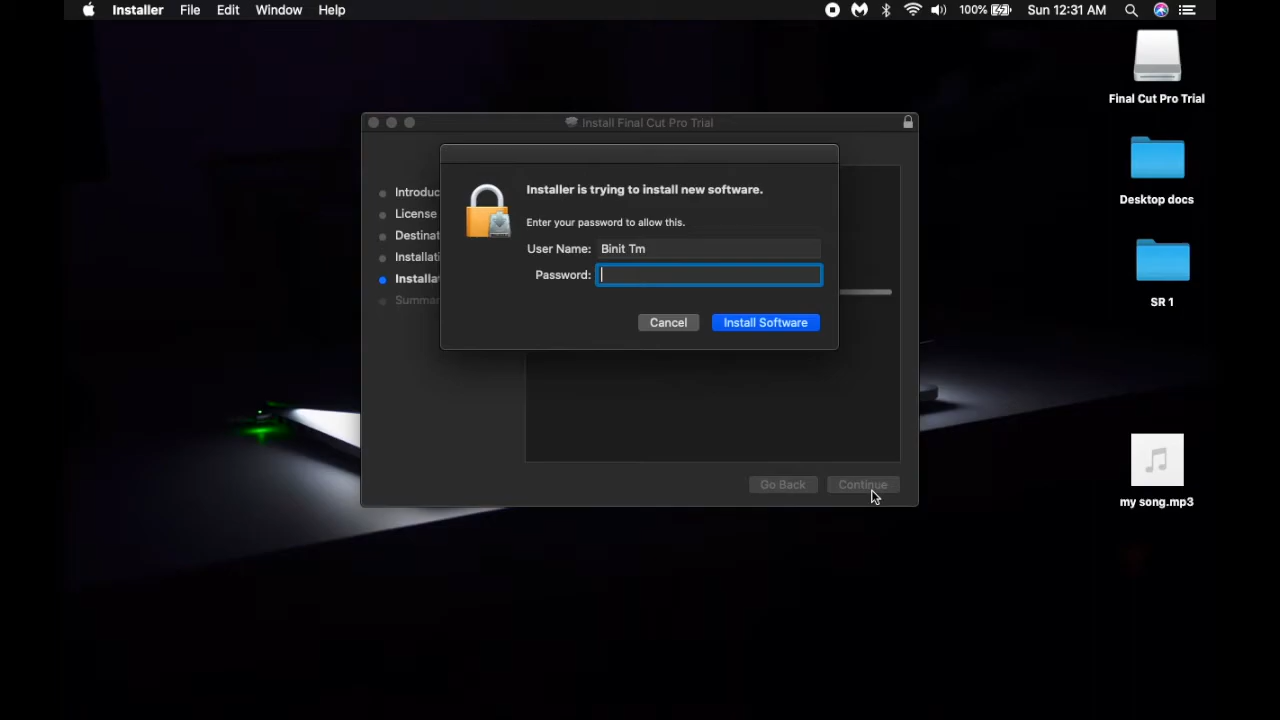 Installer File Edit Window Help 100% Sun 12:31 AM
Final Cut Pro Trial
Install Final Cut Pro Trial
Desktop docs
Installer is trying to install new software.
Enter your password to allow this.
User Name: Binit Tm
Password:
Cancel Install Software
Introduc
License
Destinat
Installati
Installa
Summar
SR 1
Go Back Continue
my song.mp3